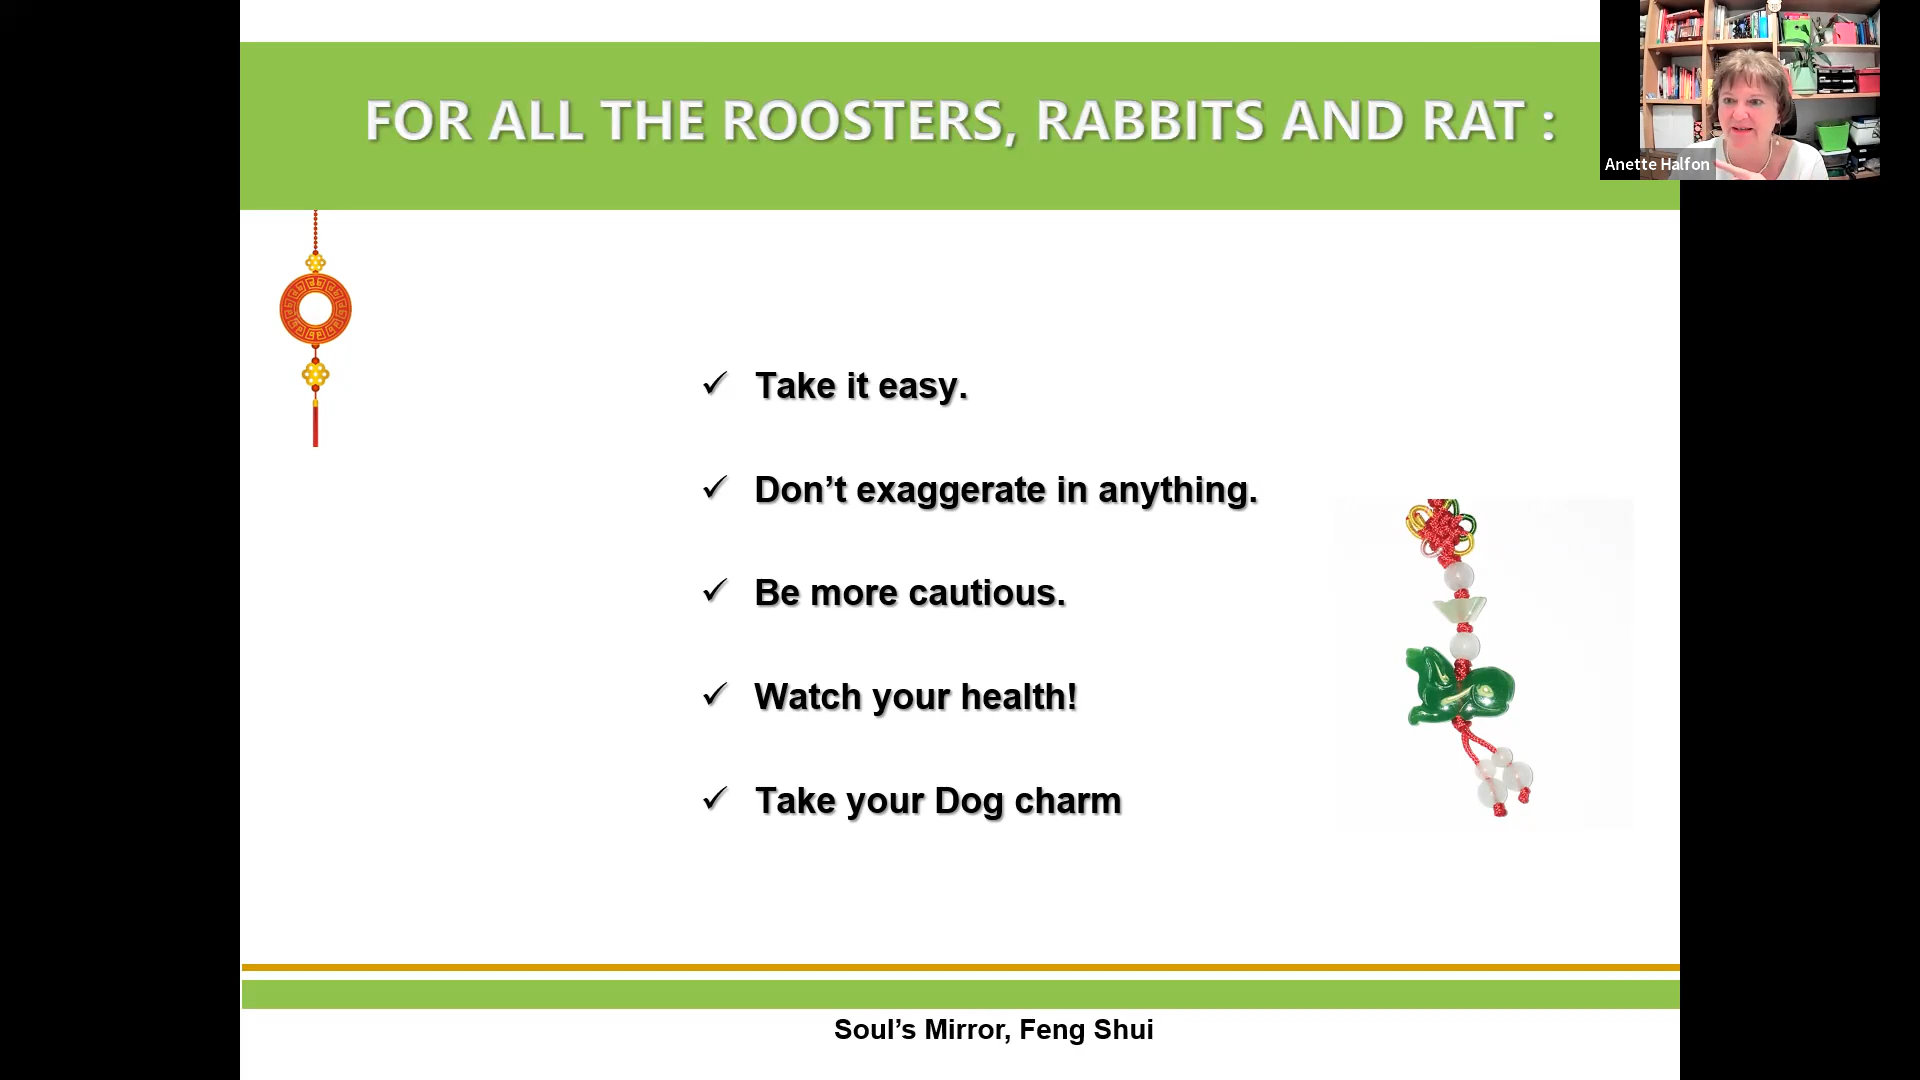 FOR ALL THE ROOSTERS, RABBITS AND RAT :
Anette Halfon
✓ Take it easy.
✓ Don’t exaggerate in anything.
✓ Be more cautious.
✓ Watch your health!
✓ Take your Dog charm
Soul’s Mirror, Feng Shui